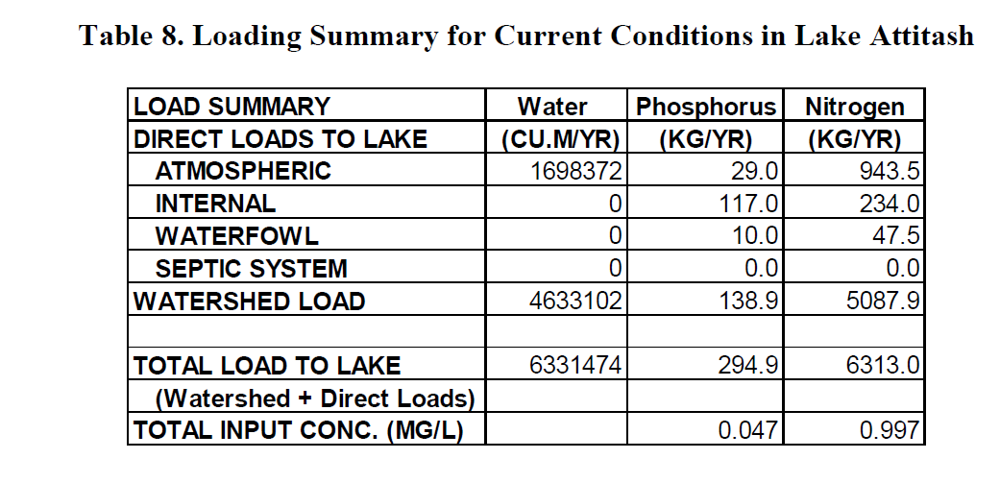 Table 8. Loading Summary for Current Conditions in Lake Attitash
LOAD SUMMARY Water Phosphorus Nitrogen
DIRECT LOADS TO LAKE (CU.M/YR) (KG/YR) (KG/YR)
ATMOSPHERIC 1698372 29.0 943.5
INTERNAL 0 117.0 234.0
WATERFOWL 0 10.0 47.5
SEPTIC SYSTEM 0 0.0 0.0
WATERSHED LOAD 4633102 138.9 5087.9
TOTAL LOAD TO LAKE 6331474 294.9 6313.0
(Watershed + Direct Loads)
TOTAL INPUT CONC. (MG/L) 0.047 0.997